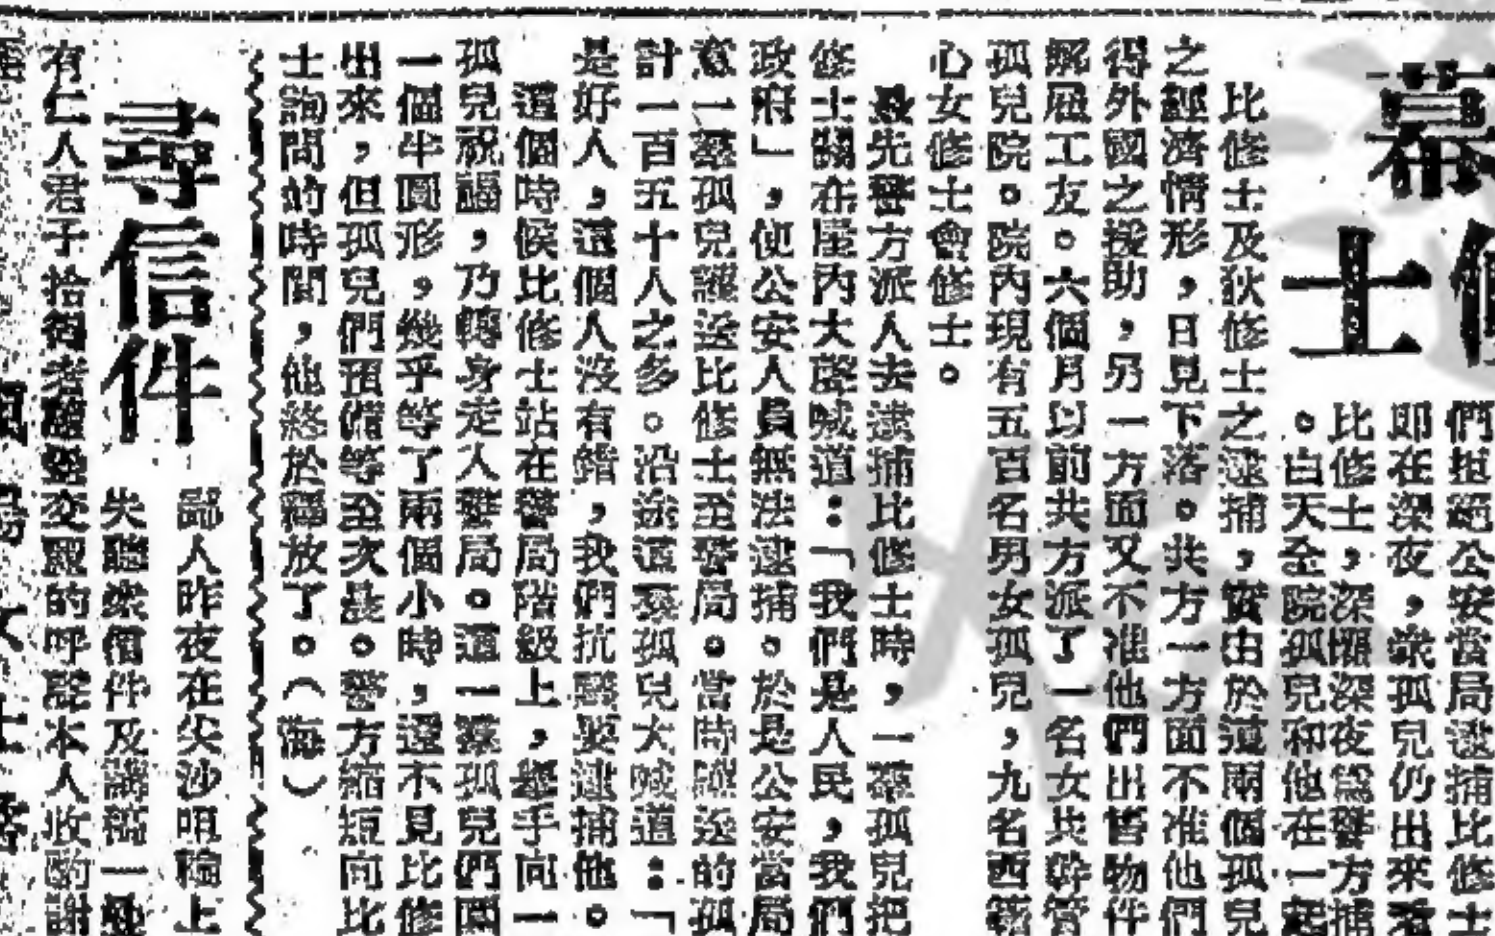 幕
士
們拒絕公安當局逮捕比修士
即在深夜，衆孤兒仍出來看
比修士，深懼深夜爲警方捕
。白天全院孤兒和他在一起
比修士及狄修士之逮捕，實由於這兩個孤兒
之經濟情形，日見下落。共方一方面不准他們
得外國之援助，另一方面又不准他們出售物件
解雇工友。六個月以前共方派了一名女共幹管
孤兒院。院內現有五百名男女孤兒，九名西籍
心女修士會修士。
最先警方派人去逮捕比修士時，一羣孤兒把
修士關在屋內大聲喊道：「我們是人民，我們
政府」，使公安人員無法逮捕。於是公安當局
意一羣孤兒護送比修士至警局。當時護送的孤
計一百五十人之多。沿途這羣孤兒大喊道：「
是好人，這個人沒有錯，我們抗議要逮捕他。
這個時候比修士站在警局階級上，舉手向一
孤兒祝福，乃轉身走入警局。這一羣孤兒們圍
一個半圓形，幾乎等了兩個小時，還不見比修
出來，但孤兒們預備等至次晨。警方縮短向比
士詢問的時間，他終於釋放了。（海）
尋信件
鄙人昨夜在尖沙咀輪上
失聽衆信件及講稿一
有仁人君子拾得者
交 的呼聲本人收酌謝